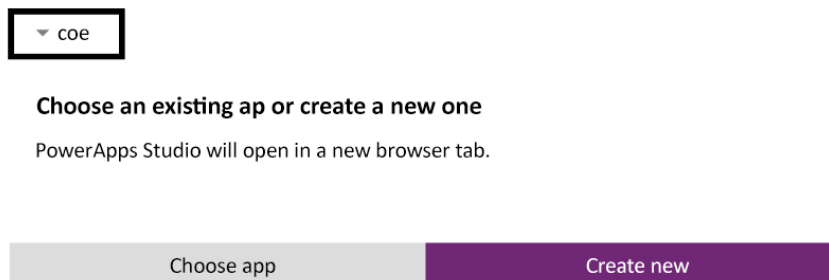 coe
Choose an existing ap or create a new one
PowerApps Studio will open in a new browser tab.
Choose app Create new